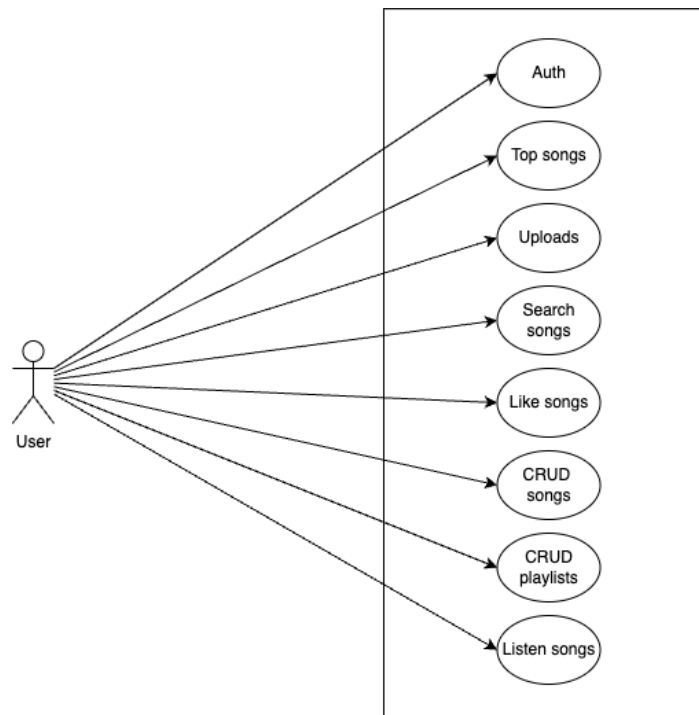 Auth
Top songs
Uploads
Search
songs
Like songs
User
CRUD
songs
CRUD
playlists
Listen songs